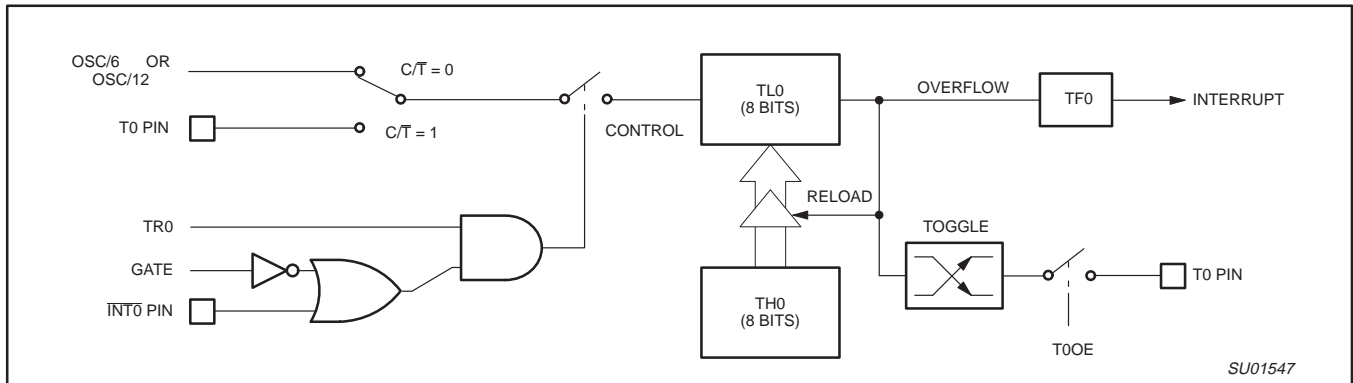 OSC/6 OR
OSC/12
C/T̅ = 0
T0 PIN
C/T̅ = 1
CONTROL
TL0
(8 BITS)
OVERFLOW
TF0
INTERRUPT
RELOAD
TR0
GATE
I̅N̅T̅0̅ PIN
TH0
(8 BITS)
TOGGLE
T0 PIN
T0OE
SU01547